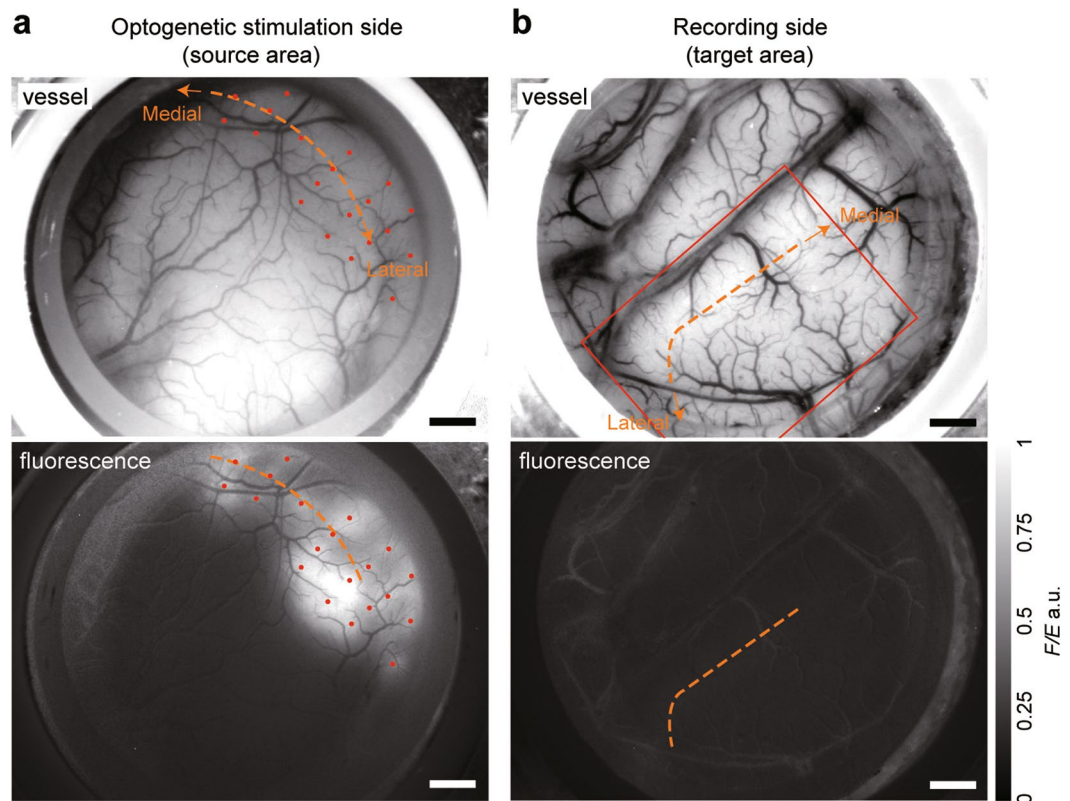 a
Optogenetic stimulation side
(source area)
vessel
Medial
Lateral
fluorescence
b
Recording side
(target area)
vessel
Medial
Lateral
fluorescence
1
0.75
0.5
0.25
0
F/E a.u.